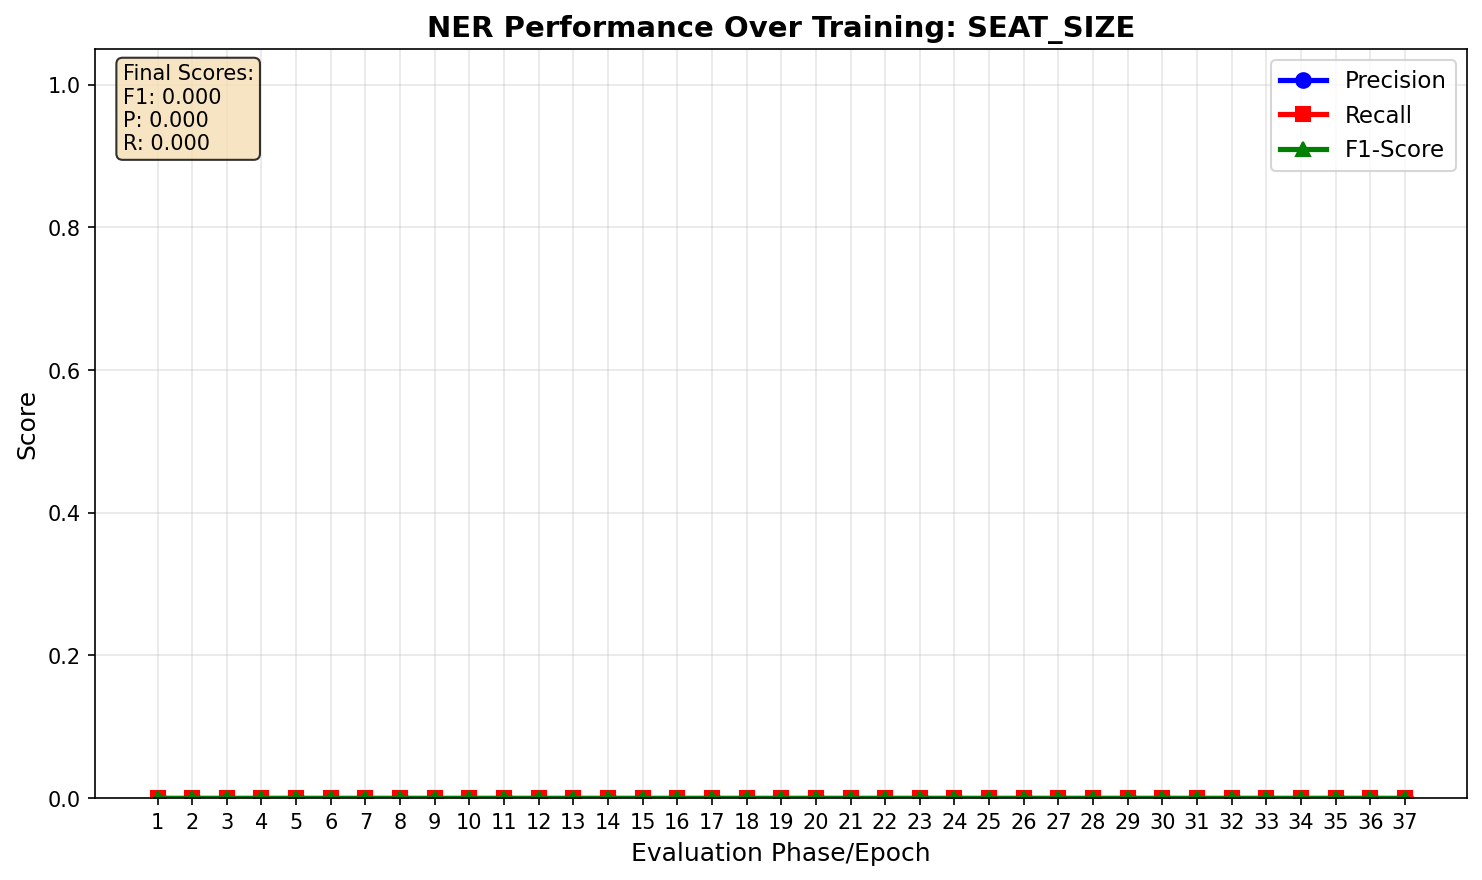 NER Performance Over Training: SEAT_SIZE
Final Scores:
F1: 0.000
P: 0.000
R: 0.000
Precision
Recall
F1-Score
Score
1.0
0.8
0.6
0.4
0.2
0.0
1 2 3 4 5 6 7 8 9 10 11 12 13 14 15 16 17 18 19 20 21 22 23 24 25 26 27 28 29 30 31 32 33 34 35 36 37
Evaluation Phase/Epoch